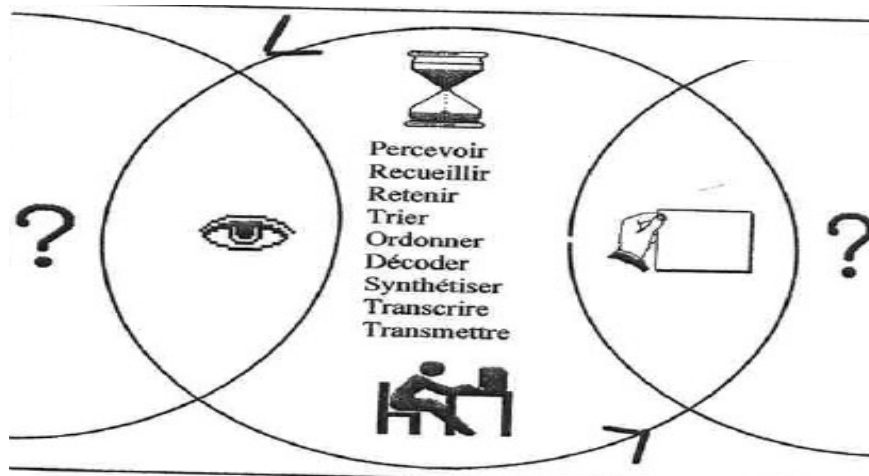 ?
Percevoir
Recueillir
Retenir
Trier
Ordonner
Décoder
Synthétiser
Transcrire
Transmettre
?